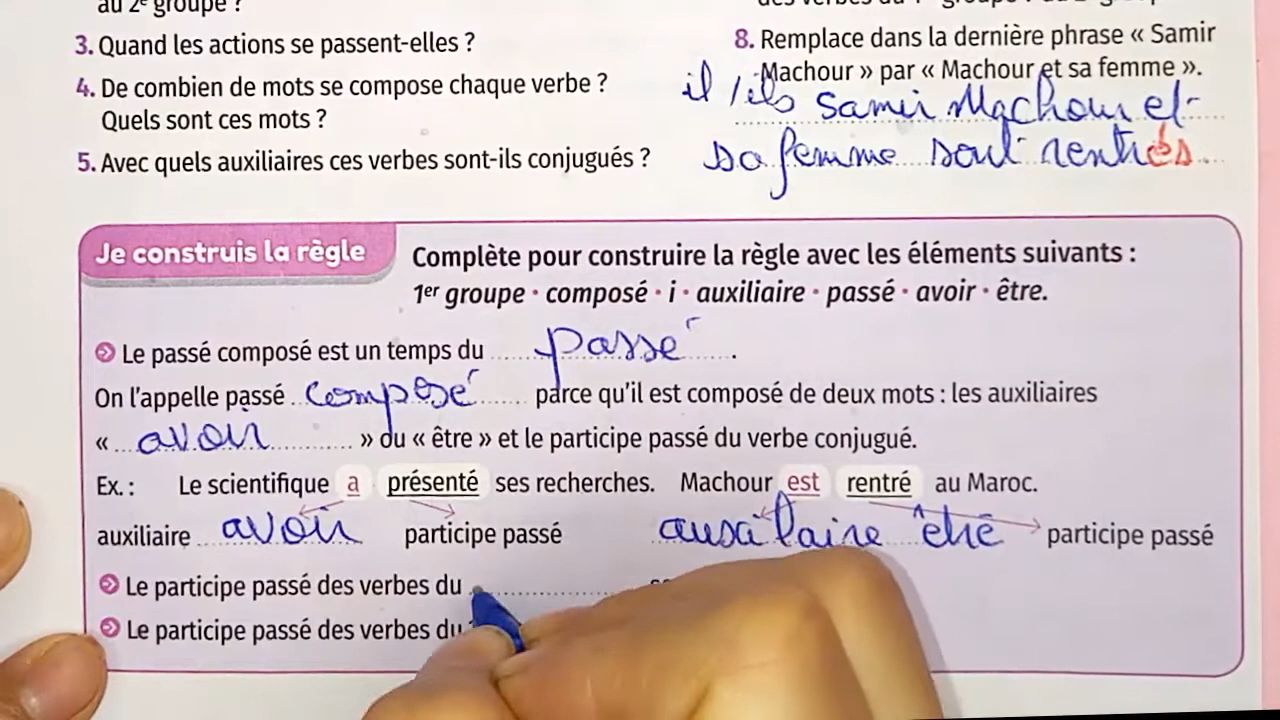 au 2e groupe ?
3. Quand les actions se passent-elles ?
4. De combien de mots se compose chaque verbe ?
Quels sont ces mots ?
5. Avec quels auxiliaires ces verbes sont-ils conjugués ?
8. Remplace dans la dernière phrase « Samir
Machour » par « Machour et sa femme ».
il / ils samir Machour et
sa femme sont rentrés.
Je construis la règle
Complète pour construire la règle avec les éléments suivants :
1er groupe • composé • i • auxiliaire • passé • avoir • être.
Le passé composé est un temps du passé.
On l'appelle passé composé parce qu'il est composé de deux mots : les auxiliaires
« avoir » ou « être » et le participe passé du verbe conjugué.
Ex. : Le scientifique a présenté ses recherches. Machour est rentré au Maroc.
auxiliaire avoir participe passé être participe passé
Le participe passé des verbes du
Le participe passé des verbes du